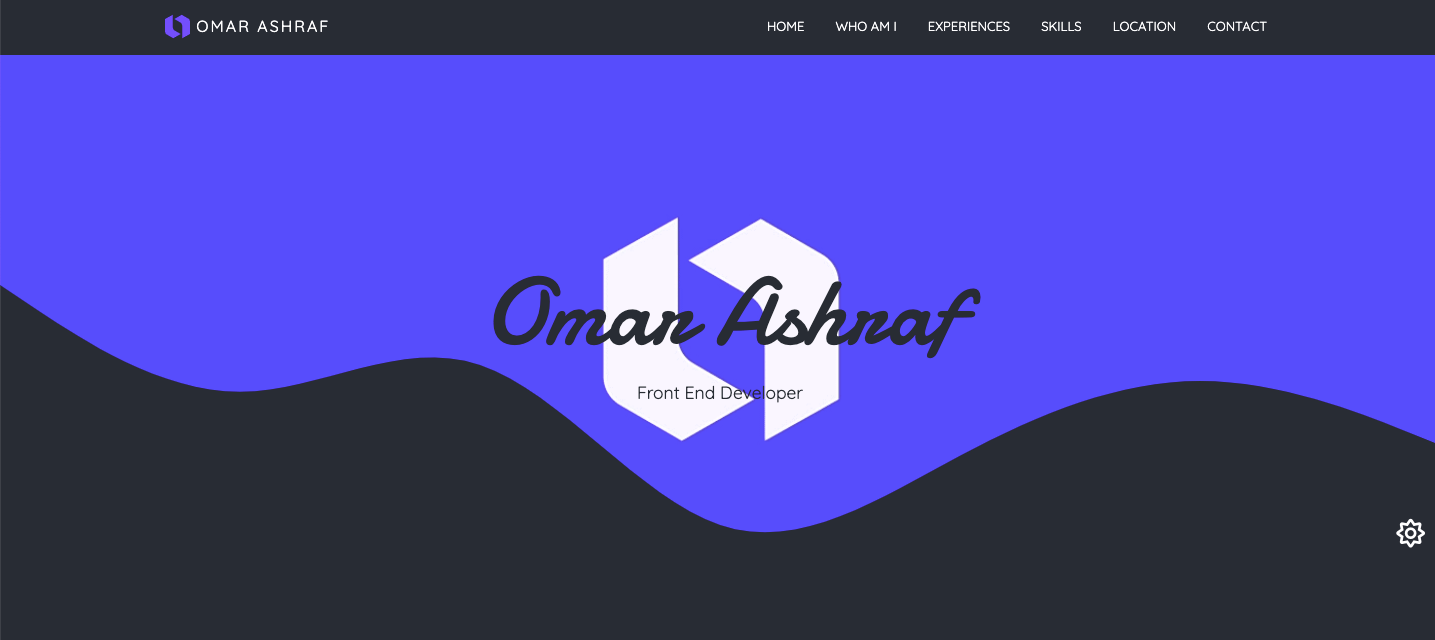 OMAR ASHRAF
HOME WHO AM I EXPERIENCES SKILLS LOCATION CONTACT
Omar Ashraf
Front End Developer